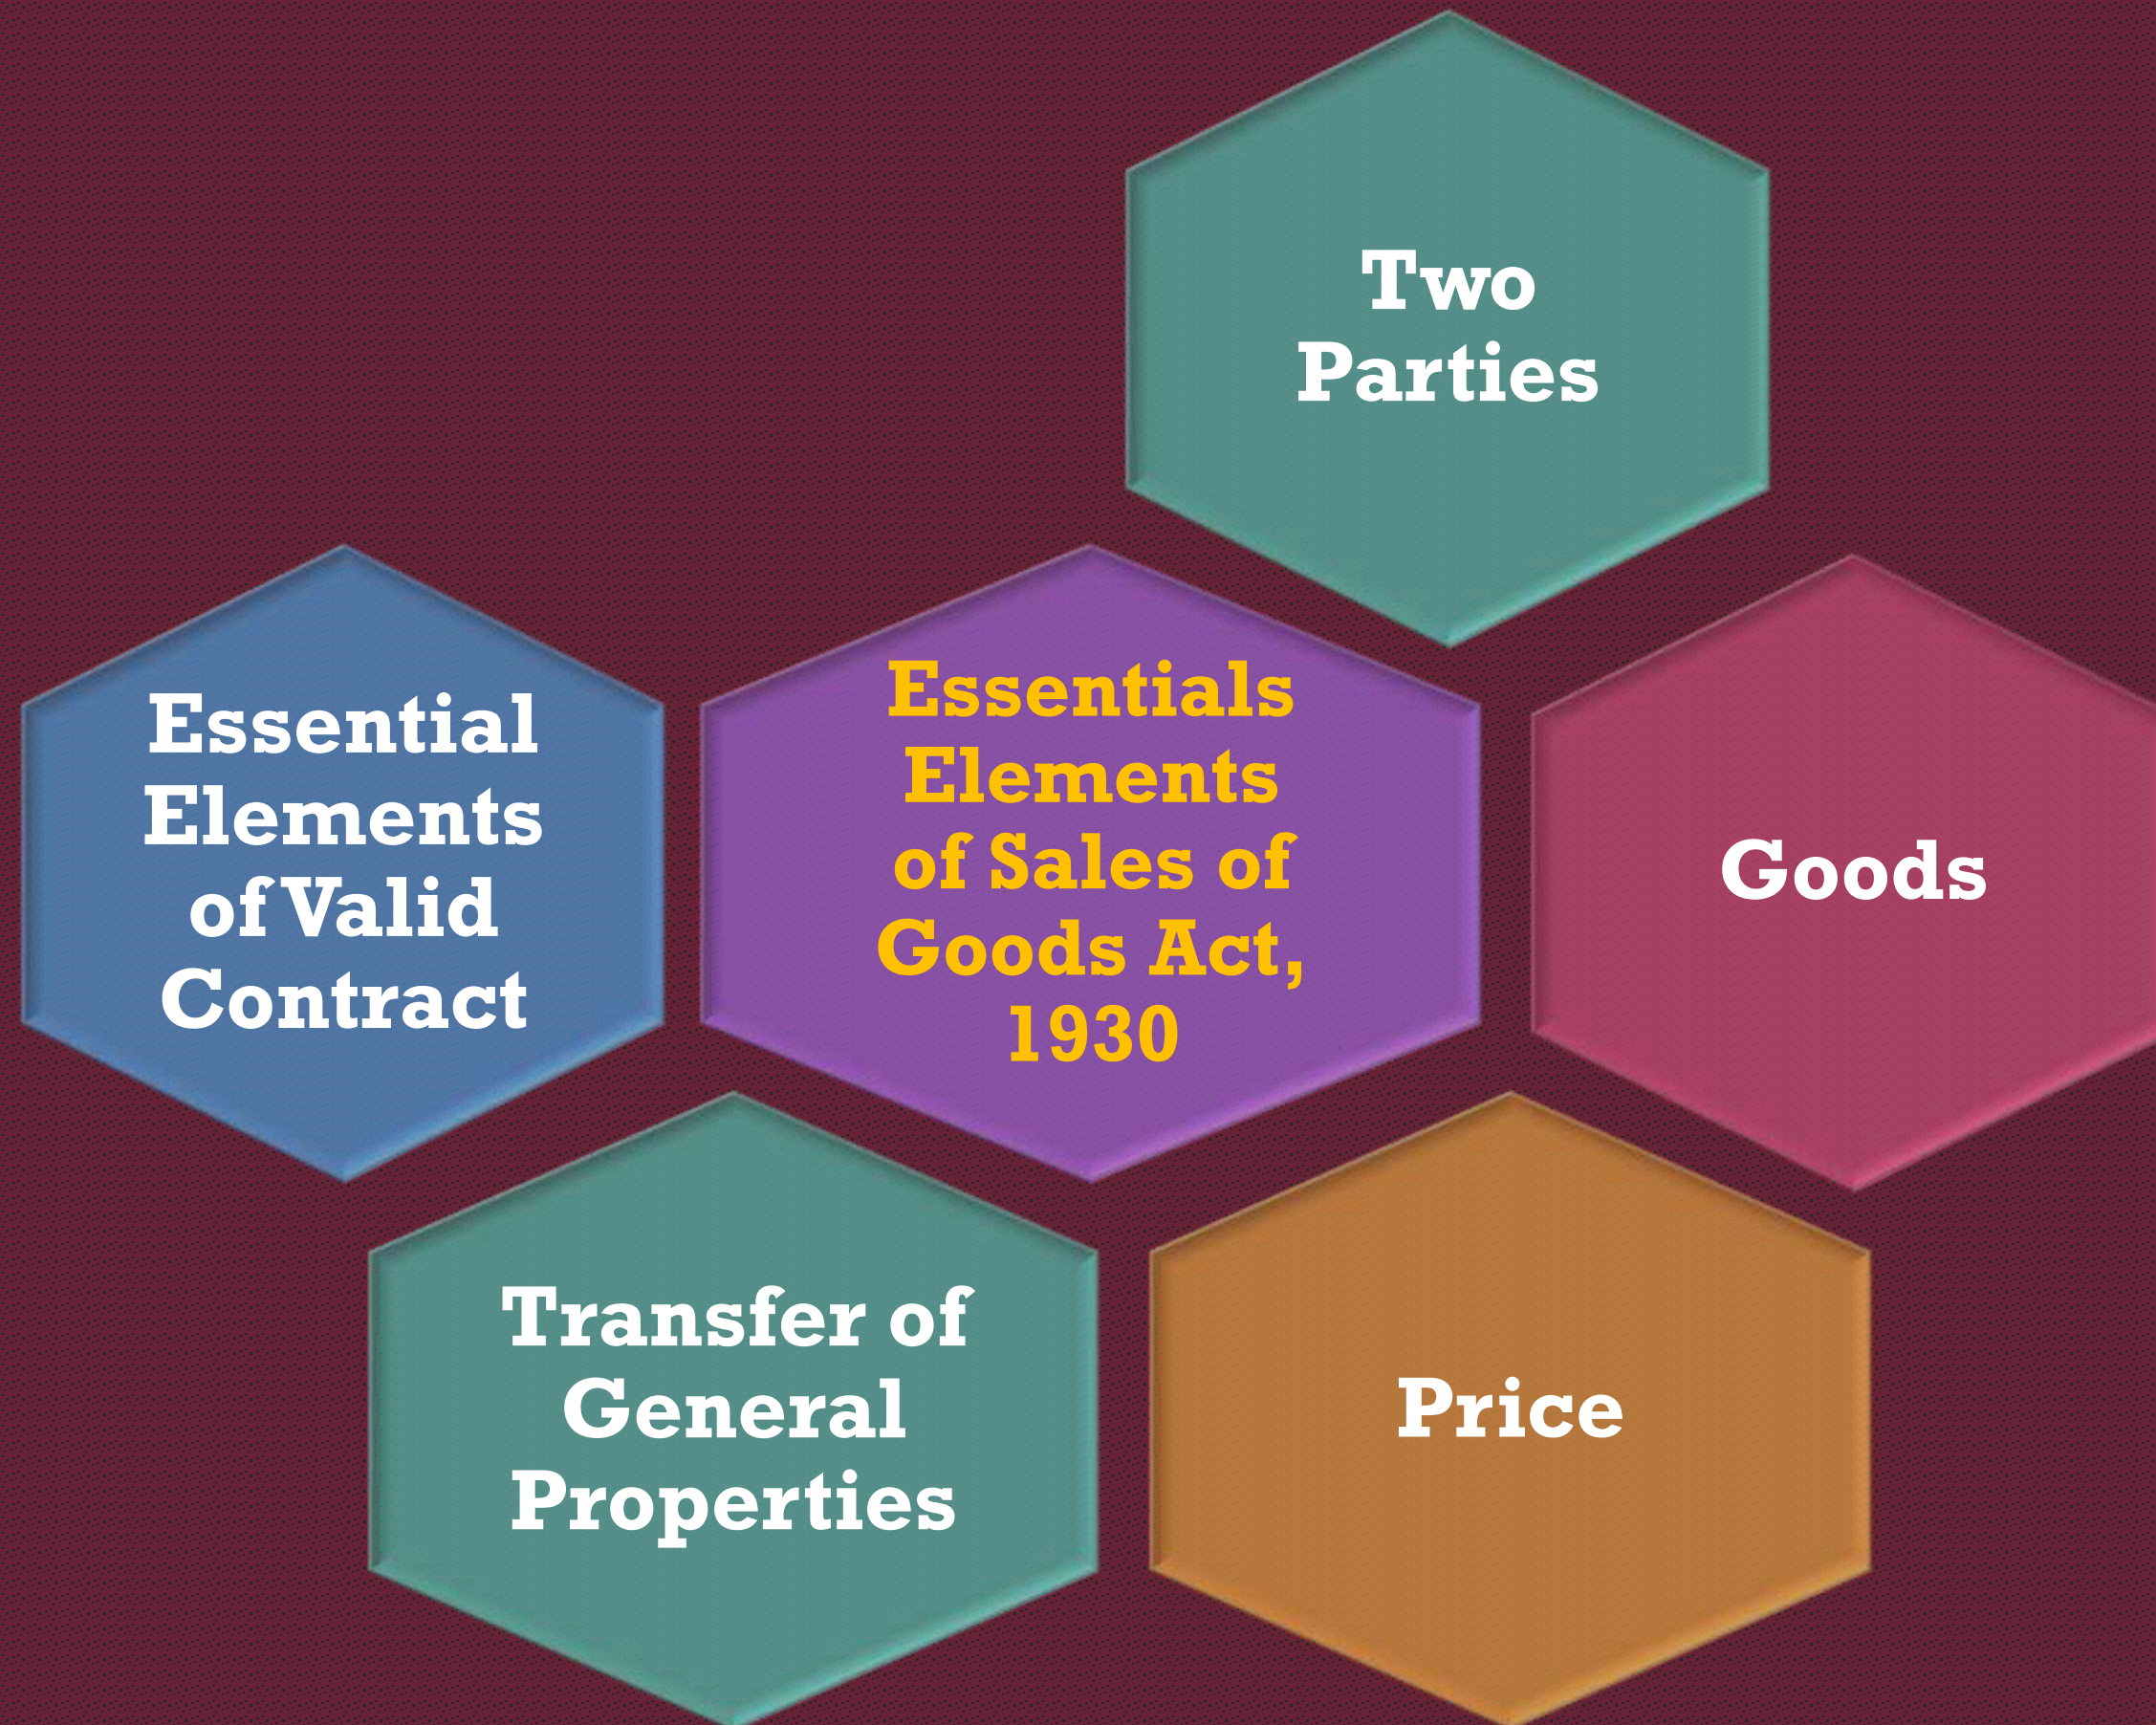 Two
Parties
Essential
Elements
of Valid
Contract
Essentials
Elements
of Sales of
Goods Act,
1930
Goods
Transfer of
General
Properties
Price